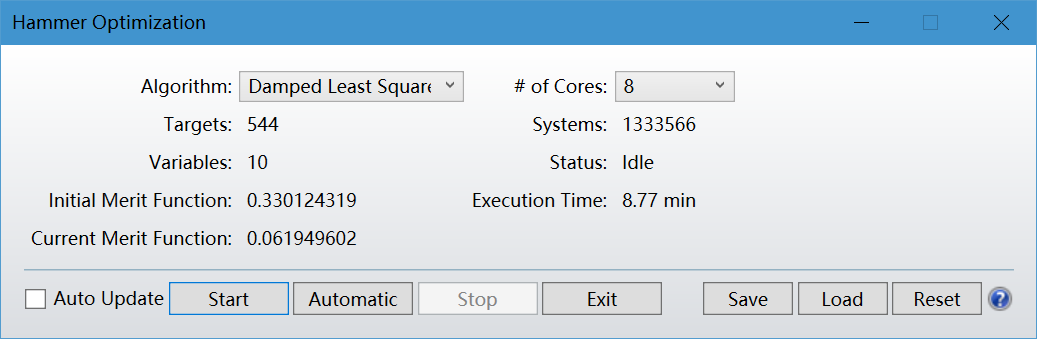 Hammer Optimization
Algorithm: Damped Least Square # of Cores: 8
Targets: 544 Systems: 1333566
Variables: 10 Status: Idle
Initial Merit Function: 0.330124319 Execution Time: 8.77 min
Current Merit Function: 0.061949602
Auto Update Start Automatic Stop Exit Save Load Reset ?